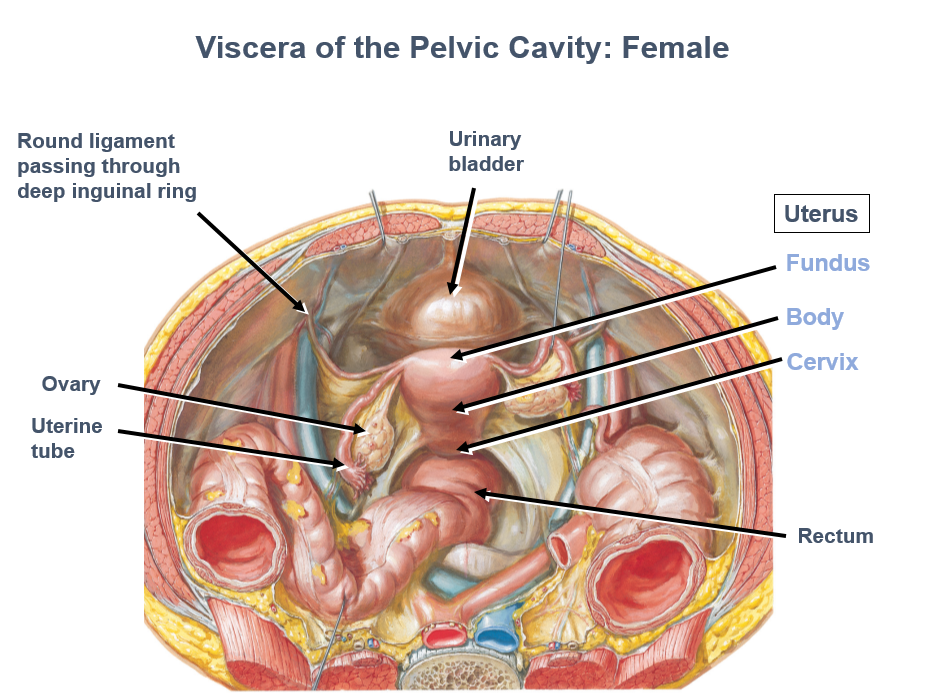 Viscera of the Pelvic Cavity: Female
Round ligament
passing through
deep inguinal ring
Urinary
bladder
Uterus
Fundus
Body
Cervix
Ovary
Uterine
tube
Rectum